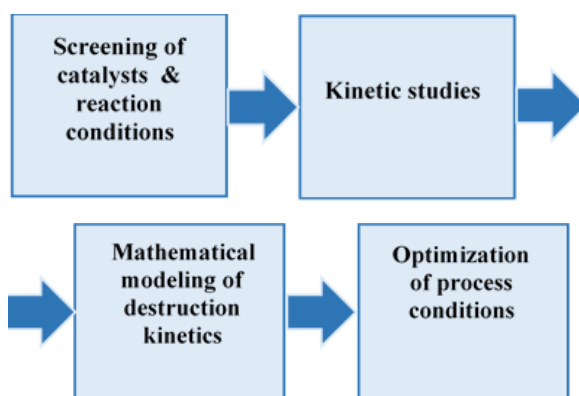 Screening of
catalysts & 
reaction
conditions
Kinetic studies
Mathematical
modeling of
destruction
kinetics
Optimization
of process
conditions